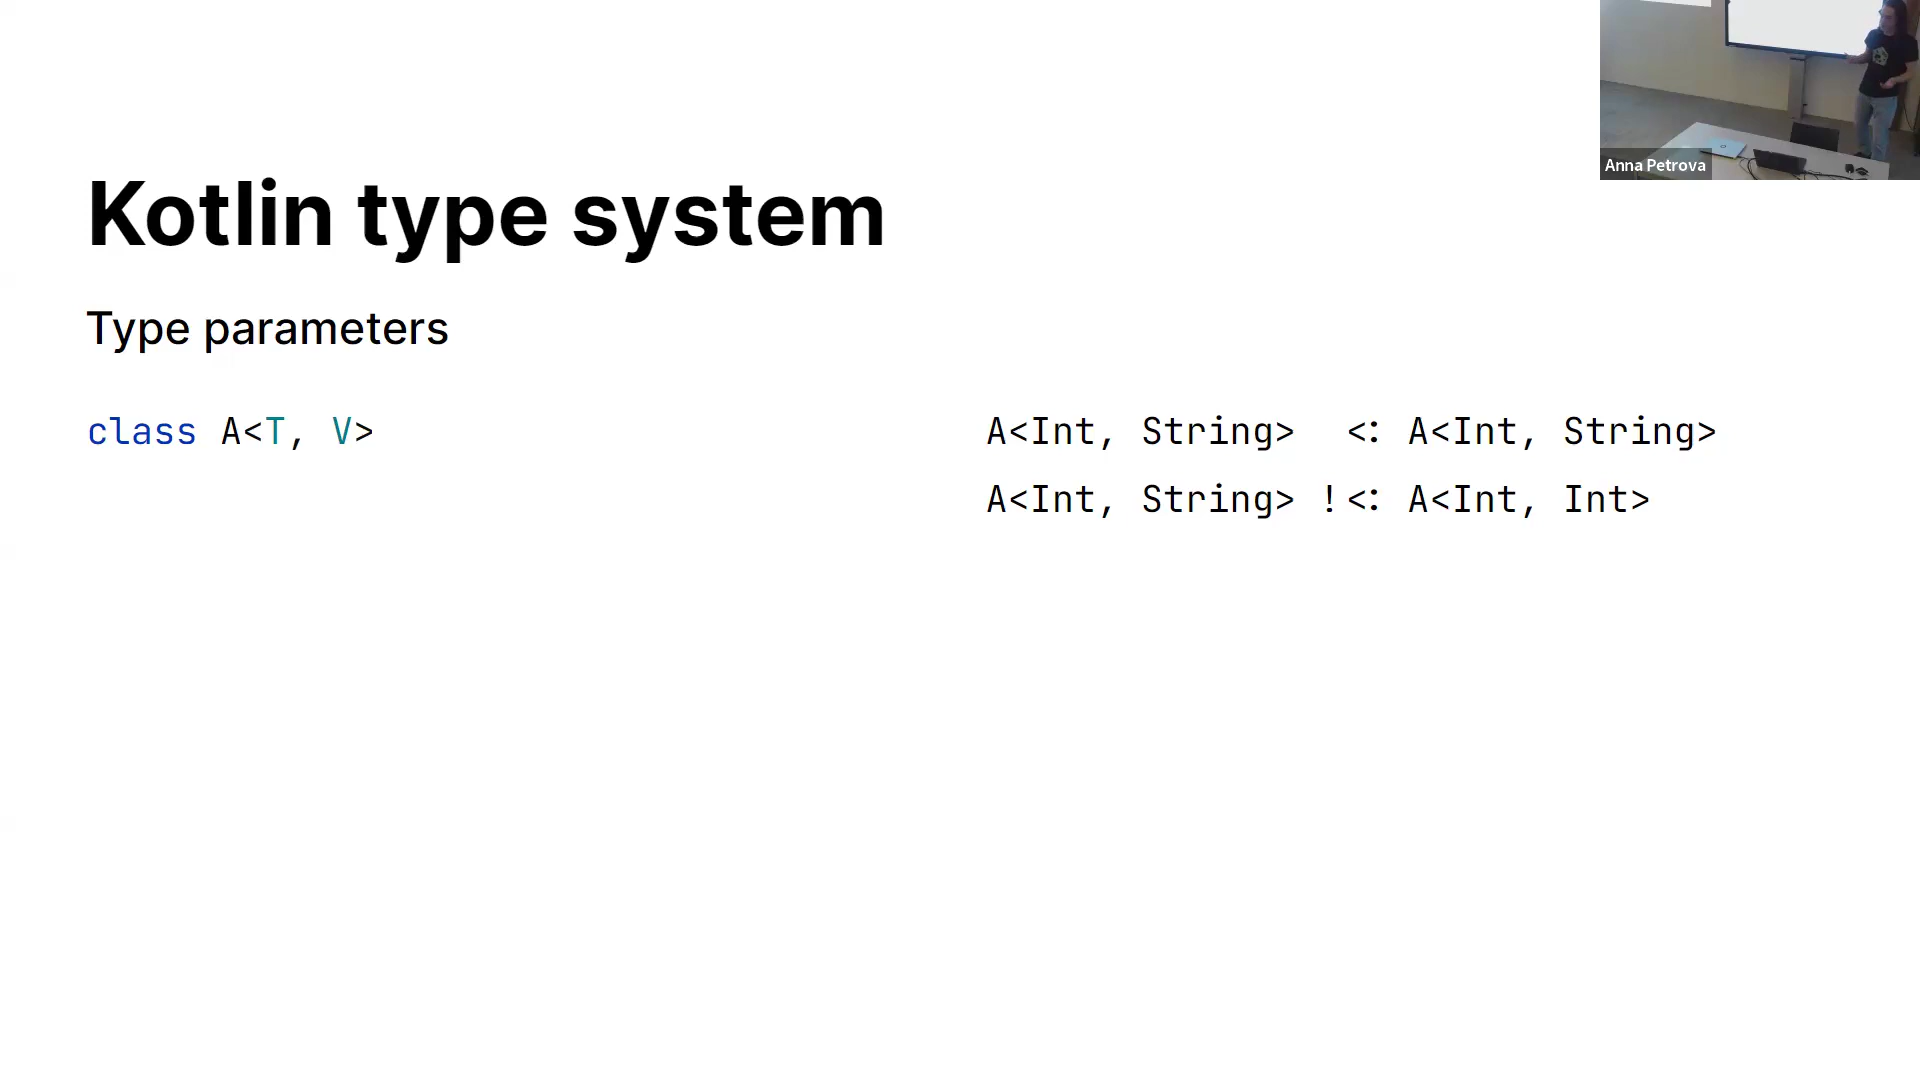 Anna Petrova
Kotlin type system
Type parameters
class A<T, V>
A<Int, String>  <: A<Int, String>
A<Int, String> !<: A<Int, Int>